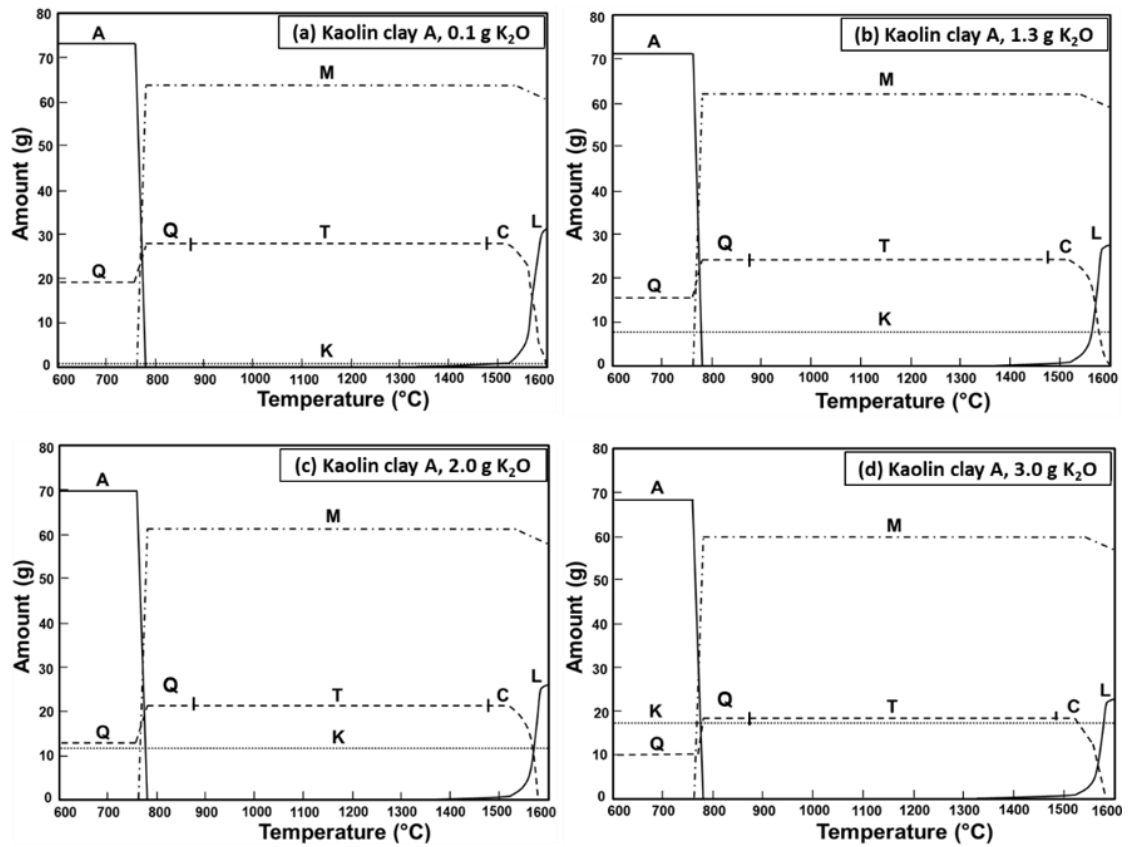 (a) Kaolin clay A, 0.1 g K₂O
80
70
60
50
40
30
20
10
0
Amount (g)
A
M
Q
Q
T
C
L
K
600 700 800 900 1000 1100 1200 1300 1400 1500 1600
Temperature (°C)
(b) Kaolin clay A, 1.3 g K₂O
80
70
60
50
40
30
20
10
0
Amount (g)
A
M
Q
Q
T
C
L
K
600 700 800 900 1000 1100 1200 1300 1400 1500 1600
Temperature (°C)
(c) Kaolin clay A, 2.0 g K₂O
80
70
60
50
40
30
20
10
0
Amount (g)
A
M
Q
Q
T
C
L
K
600 700 800 900 1000 1100 1200 1300 1400 1500 1600
Temperature (°C)
(d) Kaolin clay A, 3.0 g K₂O
80
70
60
50
40
30
20
10
0
Amount (g)
A
M
K
Q
Q
T
C
L
600 700 800 900 1000 1100 1200 1300 1400 1500 1600
Temperature (°C)